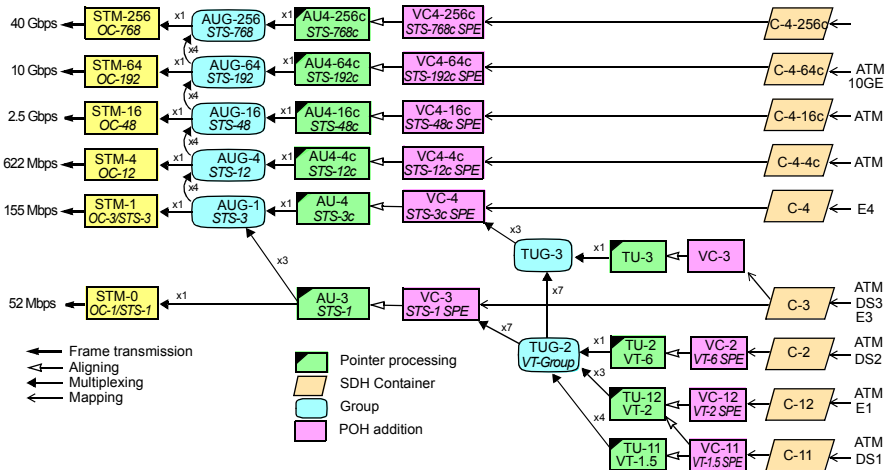 40 Gbps
STM-256
OC-768
x1
AUG-256
STS-768
x1
AU4-256c
STS-768c
VC4-256c
STS-768c SPE
C-4-256c
x4
10 Gbps
STM-64
OC-192
x1
AUG-64
STS-192
x1
AU4-64c
STS-192c
VC4-64c
STS-192c SPE
C-4-64c
ATM
10GE
x4
2.5 Gbps
STM-16
OC-48
x1
AUG-16
STS-48
x1
AU4-16c
STS-48c
VC4-16c
STS-48c SPE
C-4-16c
ATM
x4
622 Mbps
STM-4
OC-12
x1
AUG-4
STS-12
x1
AU4-4c
STS-12c
VC4-4c
STS-12c SPE
C-4-4c
ATM
x4
155 Mbps
STM-1
OC-3/STS-3
x1
AUG-1
STS-3
x1
AU-4
STS-3c
VC-4
STS-3c SPE
C-4
E4
x3
x3
TUG-3
x1
TU-3
VC-3
52 Mbps
STM-0
OC-1/STS-1
x1
AU-3
STS-1
VC-3
STS-1 SPE
C-3
ATM
DS3
E3
x7
x7
TUG-2
VT-Group
x1
TU-2
VT-6
VC-2
VT-6 SPE
C-2
ATM
DS2
x3
TU-12
VT-2
VC-12
VT-2 SPE
C-12
ATM
E1
x4
TU-11
VT-1.5
VC-11
VT-1.5 SPE
C-11
ATM
DS1
Frame transmission
Aligning
Multiplexing
Mapping
Pointer processing
SDH Container
Group
POH addition